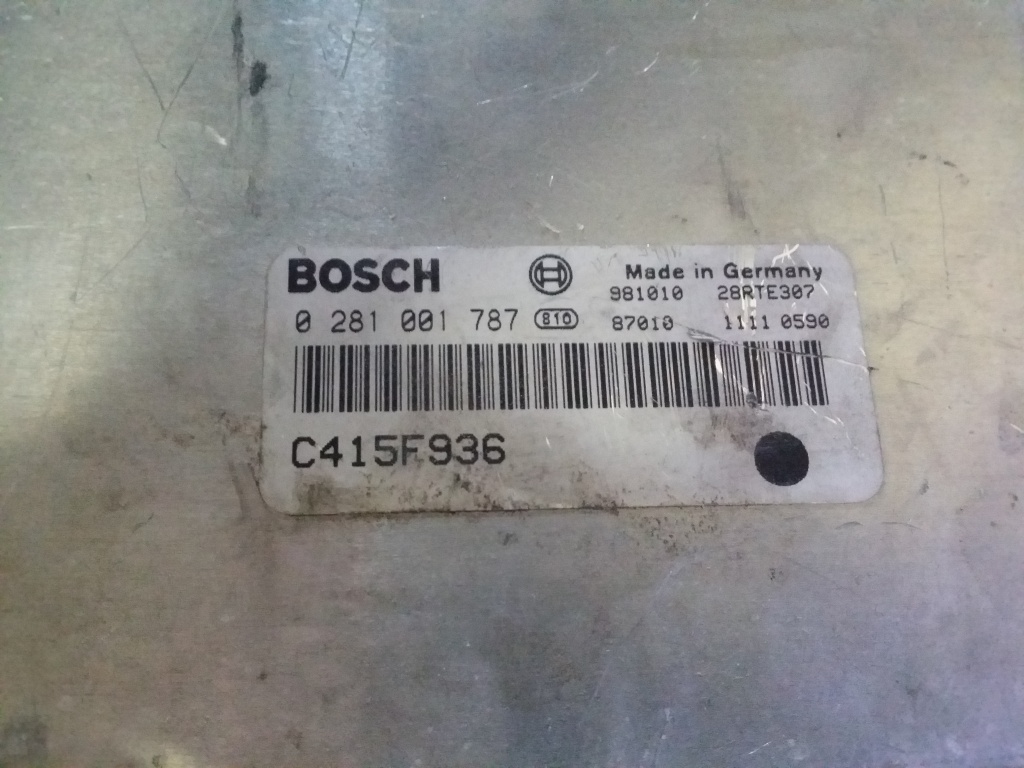 BOSCH Made in Germany
981010 28RTE307
0 281 001 787 810 87010 1111 0590
C415F936